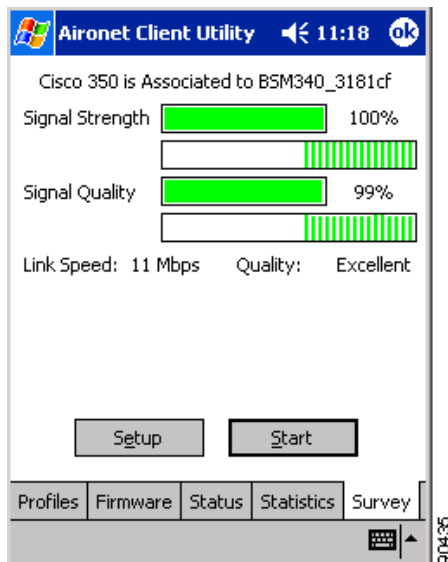 Aironet Client Utility 11:18 ok
Cisco 350 is Associated to BSM340_3181cf
Signal Strength 100%
Signal Quality 99%
Link Speed: 11 Mbps Quality: Excellent
Setup Start
Profiles Firmware Status Statistics Survey
90435